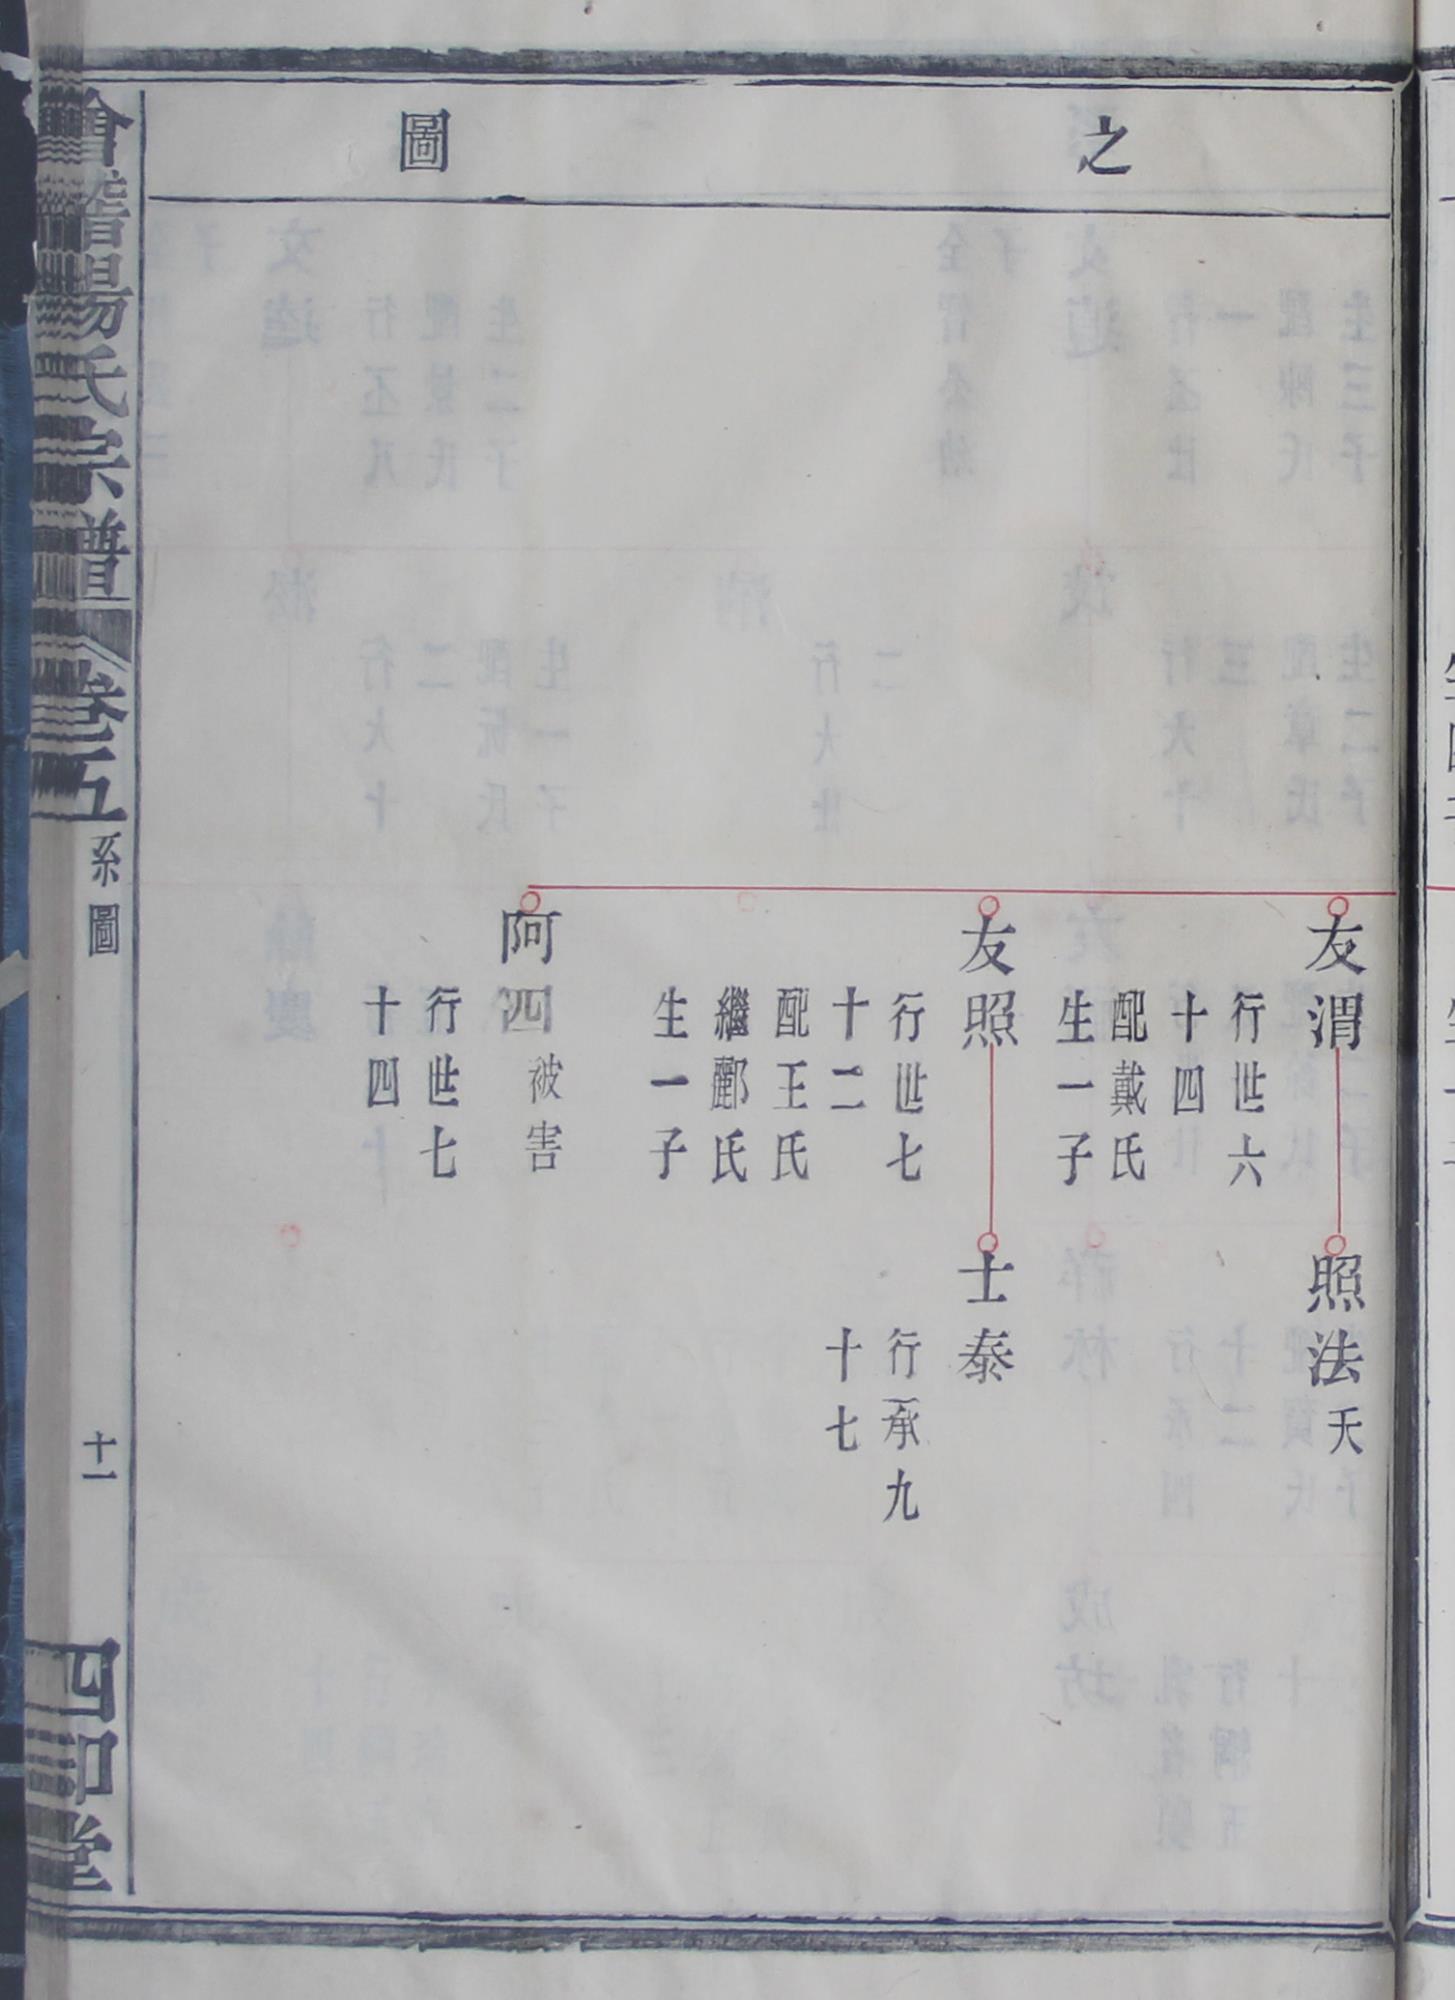 之
圖
友渭
行世六
十四
配戴氏
生一子
照法夭
友照
行世七
十二
配王氏
繼酈氏
生一子
士泰
行承九
十七
阿四被害
行世七
十四
會稽楊氏宗譜
卷五
系圖
十一
四知堂